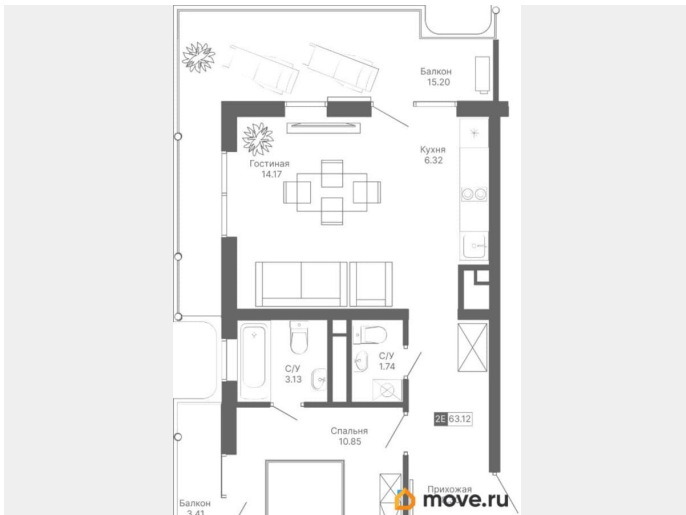 Балкон
15.20
Гостиная
14.17
Кухня
6.32
С/У
3.13
С/У
1.74
2Е 63.12
Спальня
10.85
Прихожая
Балкон
3.41
move.ru